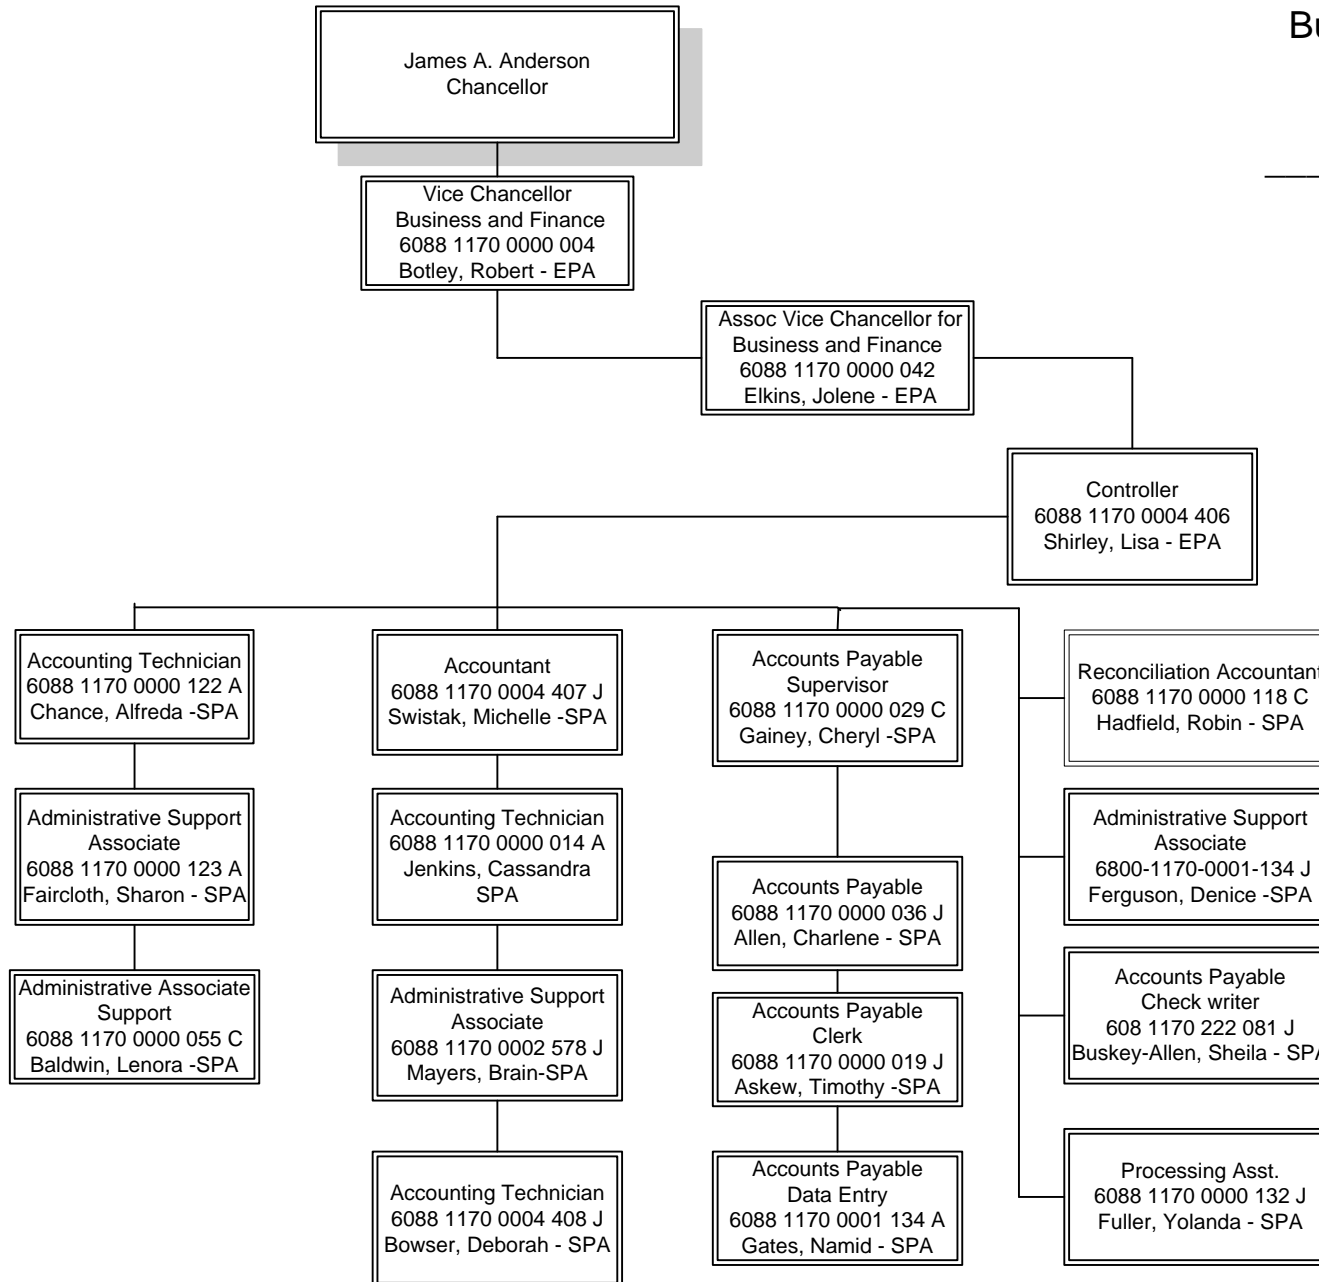 Bu
James A. Anderson
Chancellor
Vice Chancellor
Business and Finance
6088 1170 0000 004
Botley, Robert - EPA
Assoc Vice Chancellor for
Business and Finance
6088 1170 0000 042
Elkins, Jolene - EPA
Controller
6088 1170 0004 406
Shirley, Lisa - EPA
Accounting Technician
6088 1170 0000 122 A
Chance, Alfreda -SPA
Administrative Support
Associate
6088 1170 0000 123 A
Faircloth, Sharon - SPA
Administrative Associate
Support
6088 1170 0000 055 C
Baldwin, Lenora -SPA
Accountant
6088 1170 0004 407 J
Swistak, Michelle -SPA
Accounting Technician
6088 1170 0000 014 A
Jenkins, Cassandra
SPA
Administrative Support
Associate
6088 1170 0002 578 J
Mayers, Brain-SPA
Accounting Technician
6088 1170 0004 408 J
Bowser, Deborah - SPA
Accounts Payable
Supervisor
6088 1170 0000 029 C
Gainey, Cheryl -SPA
Accounts Payable
6088 1170 0000 036 J
Allen, Charlene - SPA
Accounts Payable
Clerk
6088 1170 0000 019 J
Askew, Timothy -SPA
Accounts Payable
Data Entry
6088 1170 0001 134 A
Gates, Namid - SPA
Reconciliation Accountant
6088 1170 0000 118 C
Hadfield, Robin - SPA
Administrative Support
Associate
6800-1170-0001-134 J
Ferguson, Denice -SPA
Accounts Payable
Check writer
608 1170 222 081 J
Buskey-Allen, Sheila - SPA
Processing Asst.
6088 1170 0000 132 J
Fuller, Yolanda - SPA